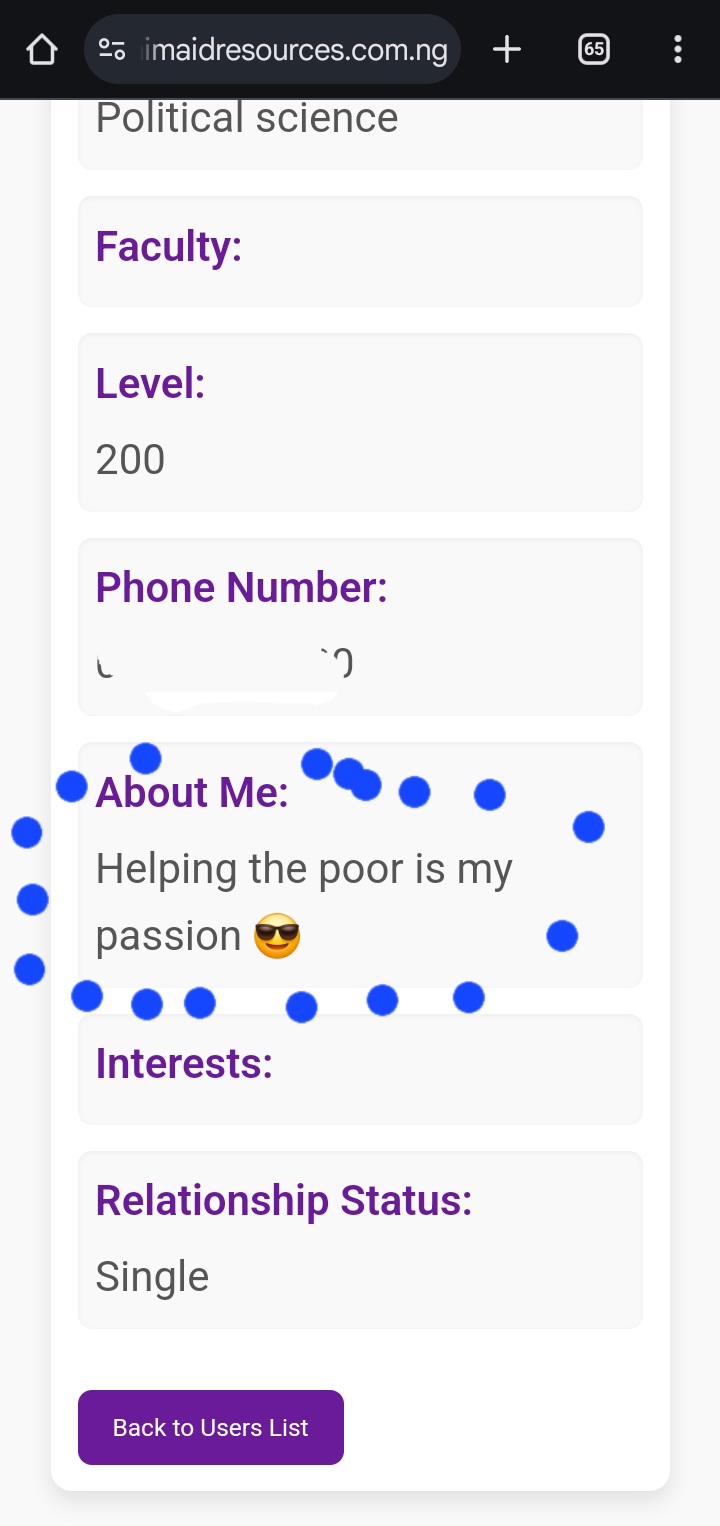 imaidresources.com.ng
65
Political science
Faculty:
Level:
200
Phone Number:
About Me:
Helping the poor is my
passion 😎
Interests:
Relationship Status:
Single
Back to Users List